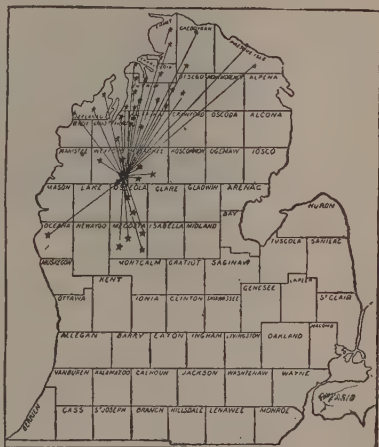 EMMET CHEBOYGAN
PRESQUE ISLE
OTSEGO MONTMORENCY ALPENA
CRAWFORD OSCODA ALCONA
MANISTEE ROSCOMMON OGEMAW IOSCO
MASON LAKE OSCEOLA CLARE GLADWIN ARENAC
HURON
BAY
OCEANA NEWAYGO MECOSTA ISABELLA MIDLAND
TUSCOLA SANILAC
MUSKEGON MONTCALM GRATIOT SAGINAW
KENT GENESEE LAPEER
OTTAWA IONIA CLINTON SHIAWASSEE ST CLAIR
MACOMB
ALLEGAN BARRY EATON INGHAM LIVINGSTON OAKLAND
VANBUREN KALAMAZOO CALHOUN JACKSON WASHTENAW WAYNE
BERRIEN CASS ST JOSEPH BRANCH HILLSDALE LENAWEE MONROE